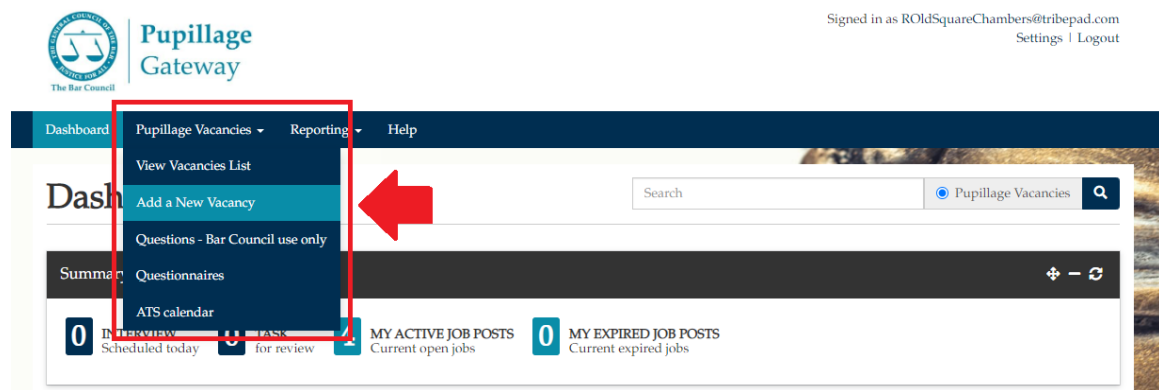 Signed in as ROldSquareChambers@tribepad.com
Settings | Logout
Pupillage
Gateway
The Bar Council
Dashboard Pupillage Vacancies Reporting Help
View Vacancies List
Add a New Vacancy
Questions - Bar Council use only
Questionnaires
ATS calendar
Dash
Search Pupillage Vacancies
Summary
0 INTERVIEW
Scheduled today
0 TASK
for review
4 MY ACTIVE JOB POSTS
Current open jobs
0 MY EXPIRED JOB POSTS
Current expired jobs